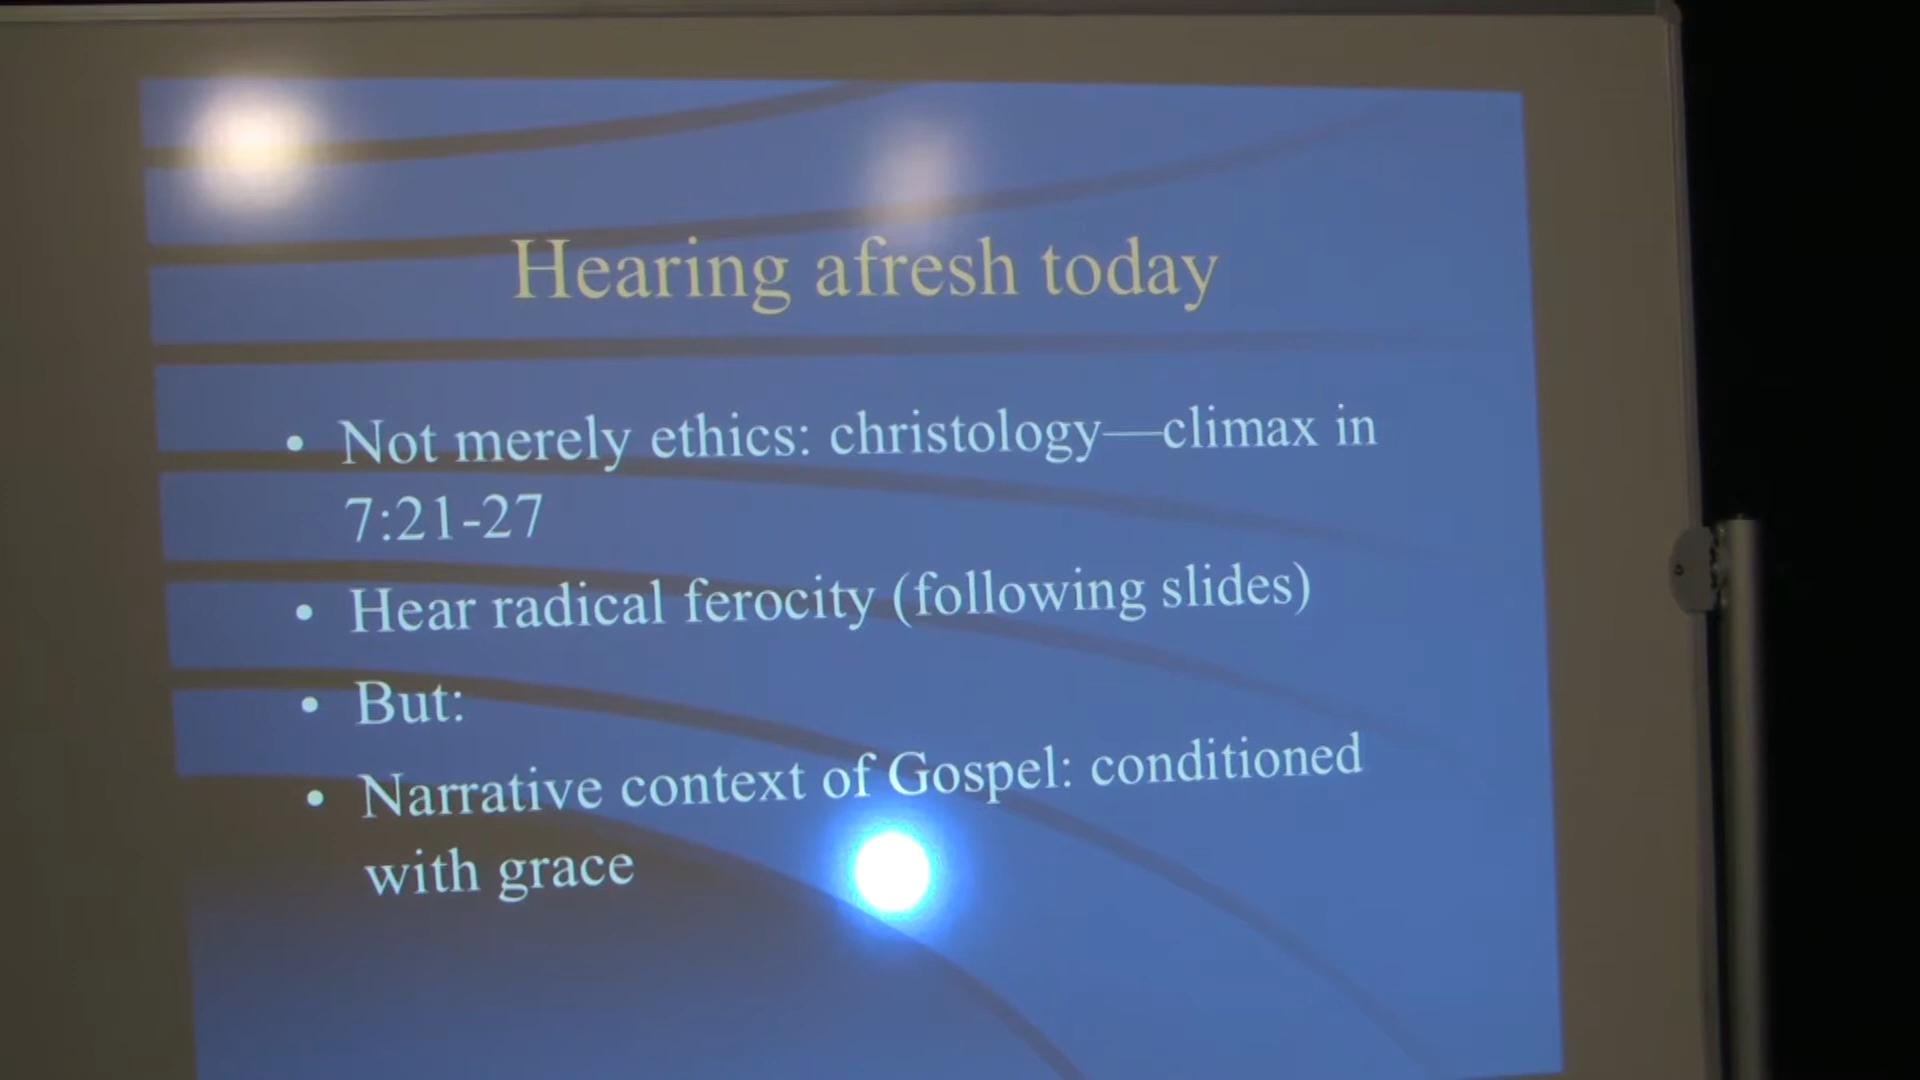 Hearing afresh today
• Not merely ethics: christology—climax in
7:21-27
• Hear radical ferocity (following slides)
• But:
• Narrative context of Gospel: conditioned
with grace